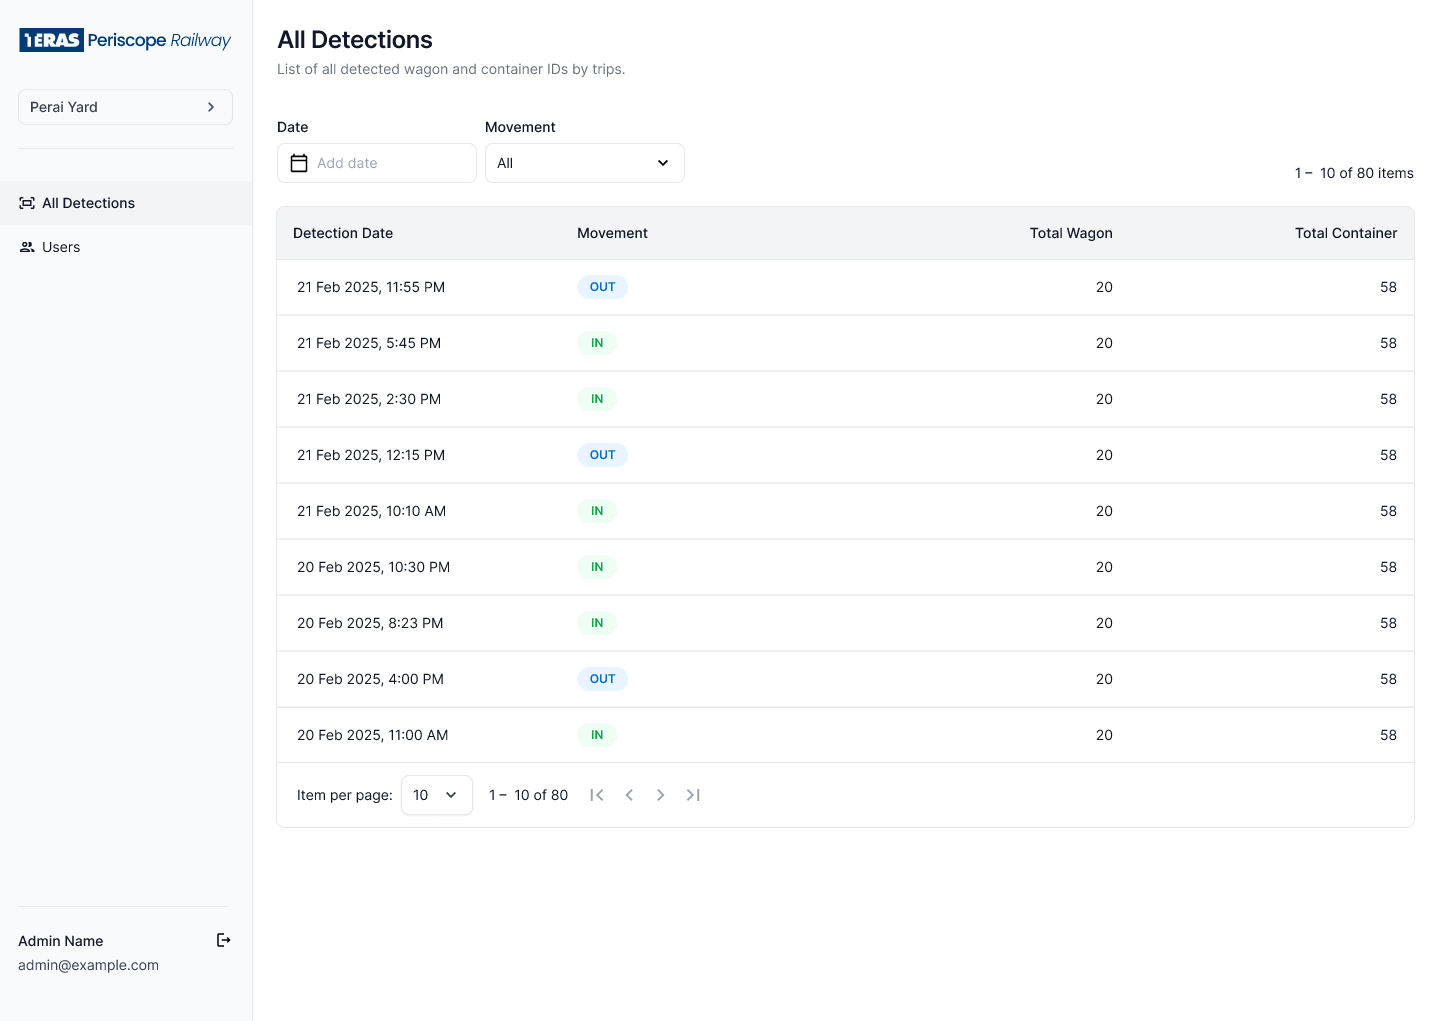 TERAS Periscope Railway
Perai Yard
All Detections
Users
Admin Name
admin@example.com
All Detections
List of all detected wagon and container IDs by trips.
Date Movement
Add date All
1 – 10 of 80 items
Detection Date Movement Total Wagon Total Container
21 Feb 2025, 11:55 PM OUT 20 58
21 Feb 2025, 5:45 PM IN 20 58
21 Feb 2025, 2:30 PM IN 20 58
21 Feb 2025, 12:15 PM OUT 20 58
21 Feb 2025, 10:10 AM IN 20 58
20 Feb 2025, 10:30 PM IN 20 58
20 Feb 2025, 8:23 PM IN 20 58
20 Feb 2025, 4:00 PM OUT 20 58
20 Feb 2025, 11:00 AM IN 20 58
Item per page: 10 1 – 10 of 80